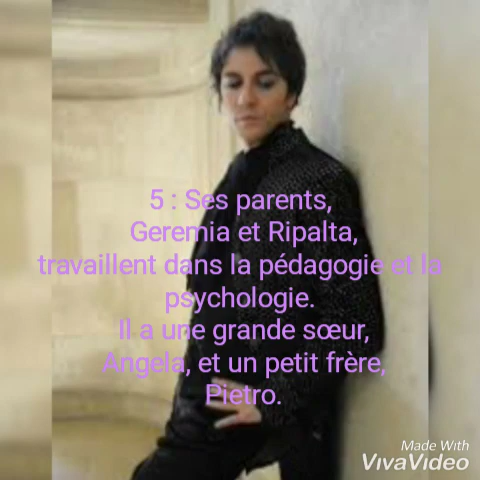 5 : Ses parents,
Geremia et Ripalta,
travaillent dans la pédagogie et la
psychologie.
Il a une grande sœur,
Angela, et un petit frère,
Pietro.
Made With
VivaVideo